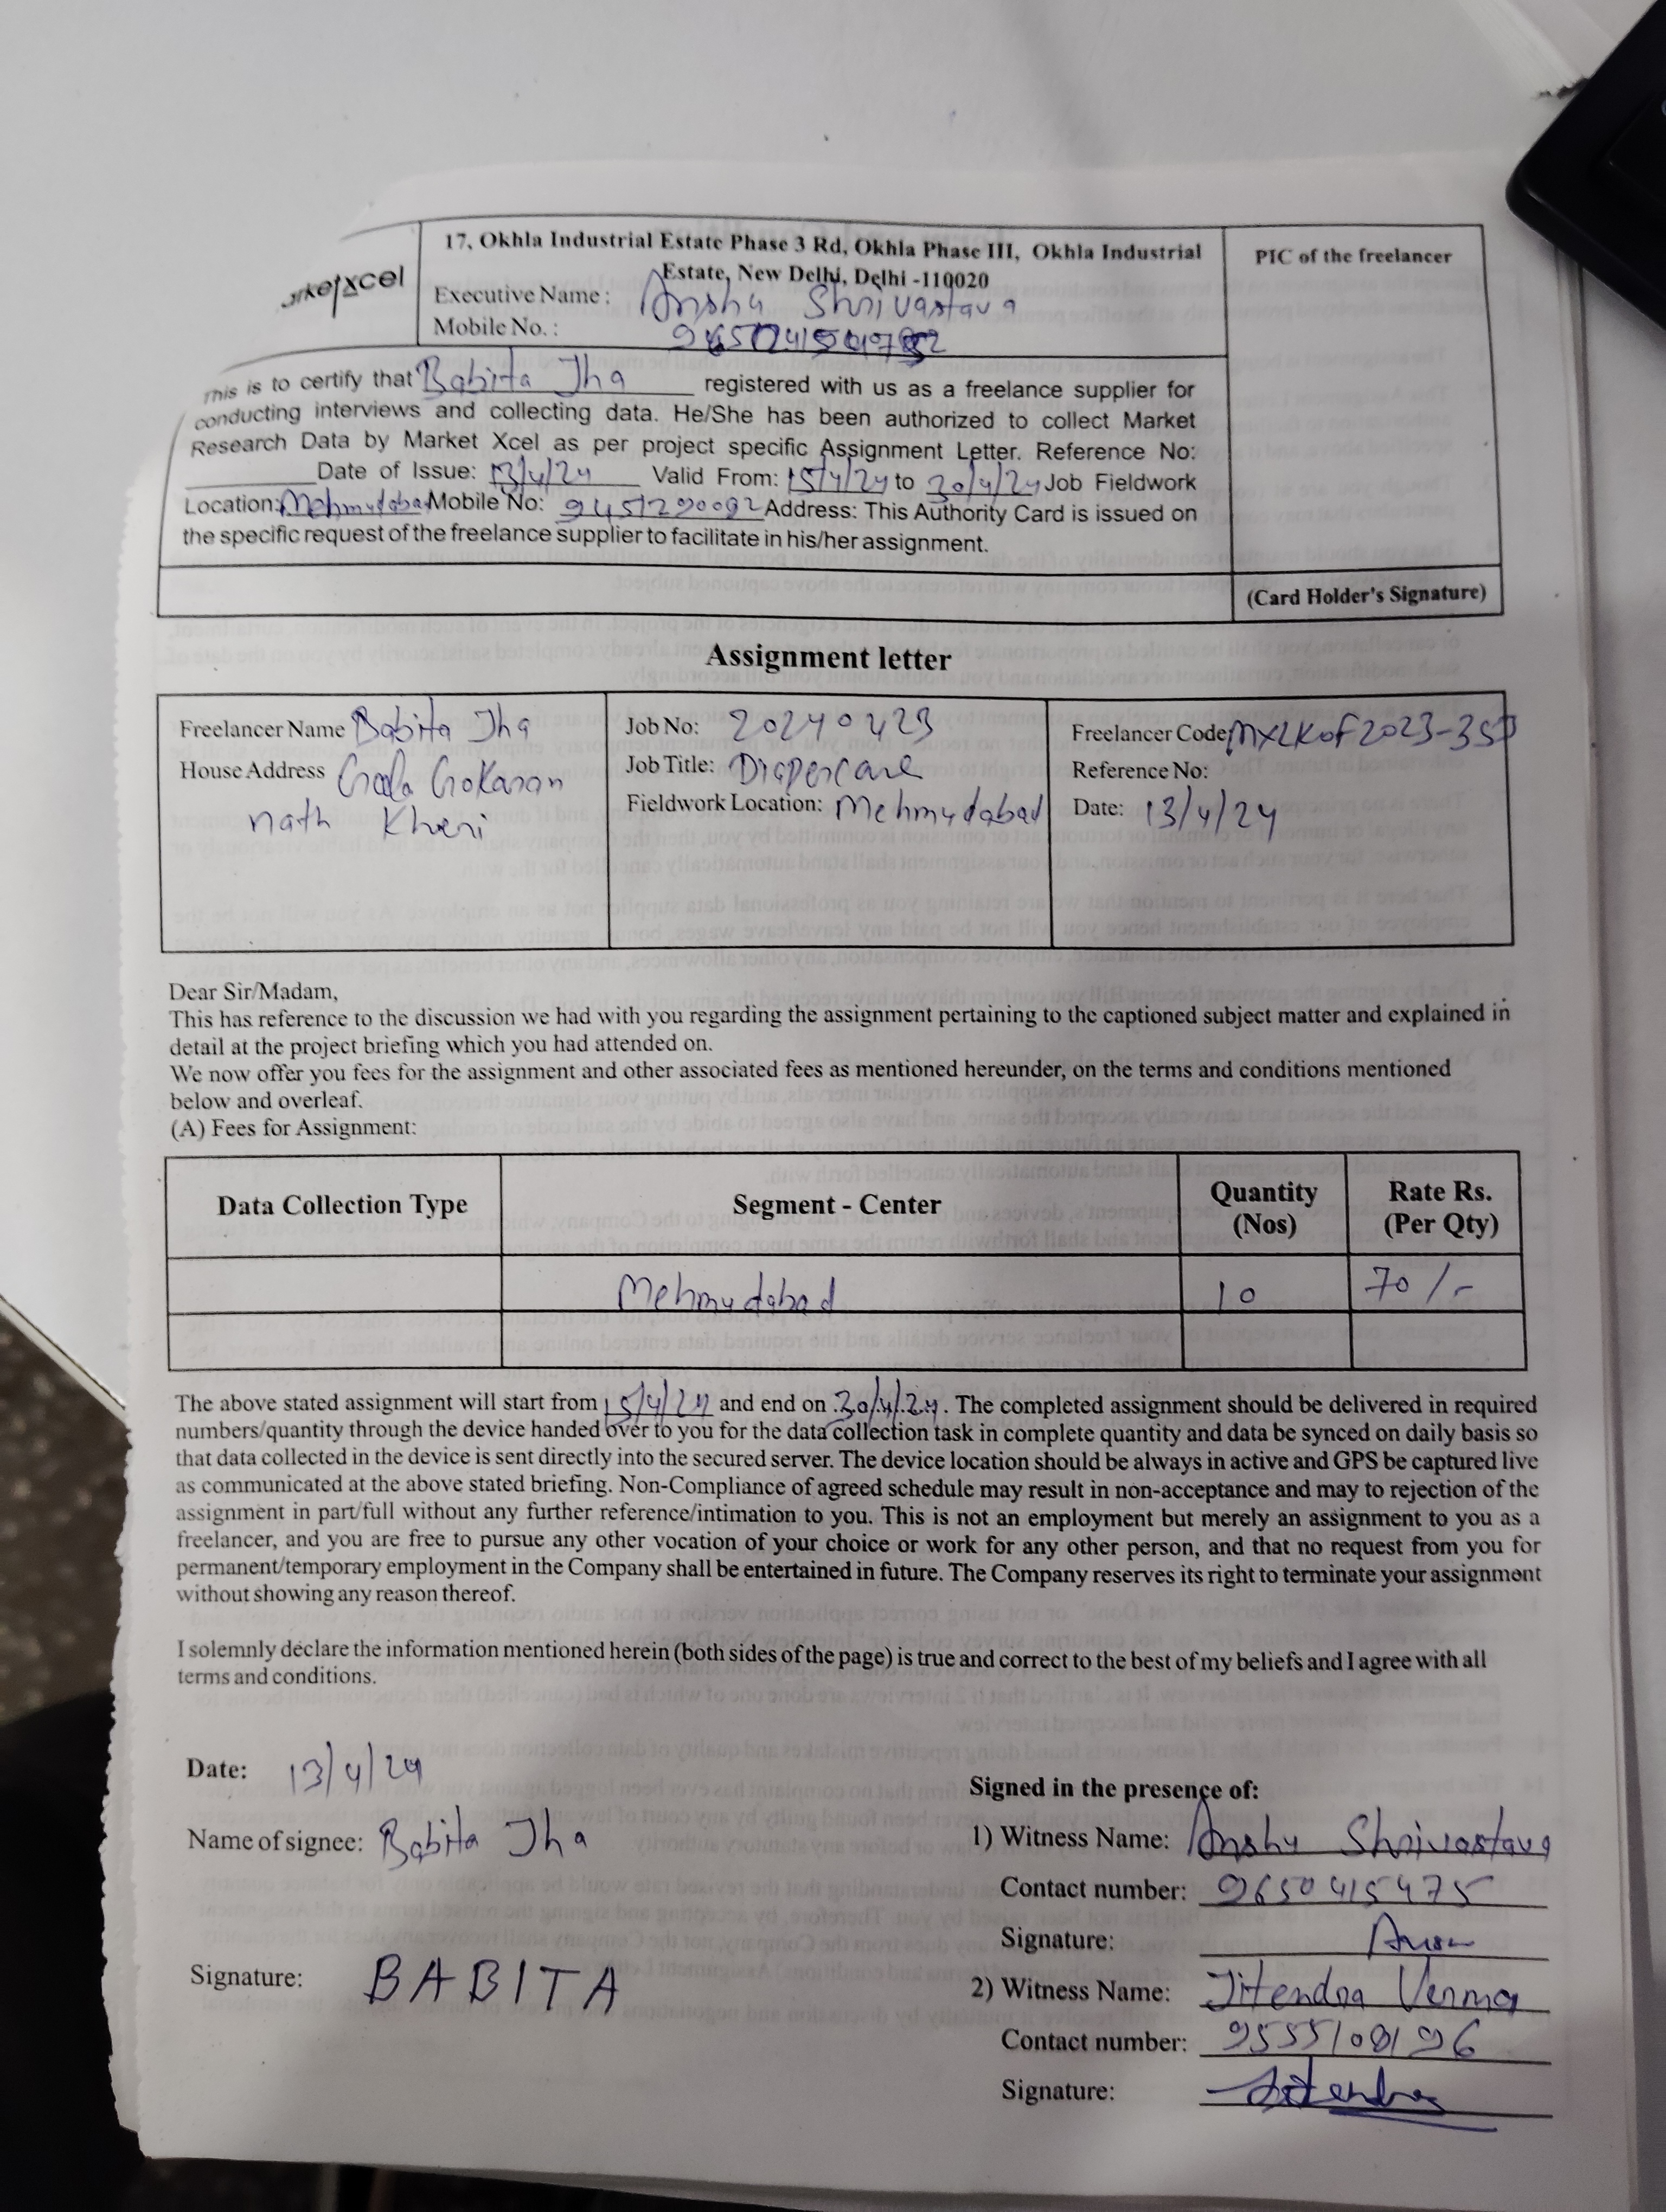 17, Okhla Industrial Estate Phase 3 Rd, Okhla Phase III, Okhla Industrial
Estate, New Delhi, Delhi -110020
PIC of the freelancer
Xcel
Executive Name : Anshu Shrivastava
Mobile No. :
This is to certify that Babita Jha registered with us as a freelance supplier for
conducting interviews and collecting data. He/She has been authorized to collect Market
Research Data by Market Xcel as per project specific Assignment Letter. Reference No:
Date of Issue: 13/4/24 Valid From: 15/4/24 to 30/4/24 Job Fieldwork
Location: Mehmudabad Mobile No: 9451290092 Address: This Authority Card is issued on
the specific request of the freelance supplier to facilitate in his/her assignment.
(Card Holder's Signature)
Assignment letter
Freelancer Name Babita Jha
House Address Gola Gokaran
nath Kheri
Job No: 20240423
Job Title: Diapercare
Fieldwork Location: Mehmudabad
Freelancer Code:
Reference No:
Date: 13/4/24
Dear Sir/Madam,
This has reference to the discussion we had with you regarding the assignment pertaining to the captioned subject matter and explained in
detail at the project briefing which you had attended on.
We now offer you fees for the assignment and other associated fees as mentioned hereunder, on the terms and conditions mentioned
below and overleaf.
(A) Fees for Assignment:
Data Collection Type Segment - Center Quantity (Nos) Rate Rs. (Per Qty)
Mehmudabad 10 70/-
The above stated assignment will start from 15/4/24 and end on 30/4/24. The completed assignment should be delivered in required
numbers/quantity through the device handed over to you for the data collection task in complete quantity and data be synced on daily basis so
that data collected in the device is sent directly into the secured server. The device location should be always in active and GPS be captured live
as communicated at the above stated briefing. Non-Compliance of agreed schedule may result in non-acceptance and may to rejection of the
assignment in part/full without any further reference/intimation to you. This is not an employment but merely an assignment to you as a
freelancer, and you are free to pursue any other vocation of your choice or work for any other person, and that no request from you for
permanent/temporary employment in the Company shall be entertained in future. The Company reserves its right to terminate your assignment
without showing any reason thereof.
I solemnly declare the information mentioned herein (both sides of the page) is true and correct to the best of my beliefs and I agree with all
terms and conditions.
Date: 13/4/24
Name of signee: Babita Jha
Signature: BABITA
Signed in the presence of:
1) Witness Name: Anshu Shrivastava
Contact number: 9650415475
Signature:
2) Witness Name: Jitendra Verma
Contact number: 9555108196
Signature: Jitendra